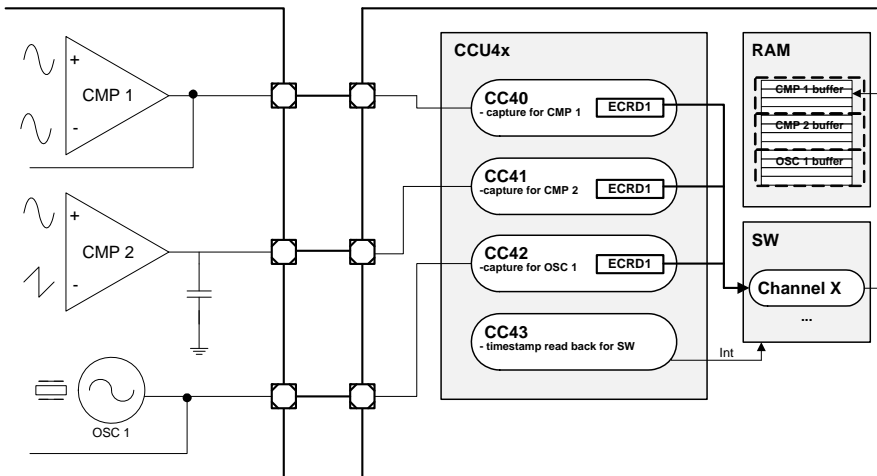 CCU4x
RAM
+
CMP 1
-
CC40
- capture for CMP 1
ECRD1
CMP 1 buffer
CMP 2 buffer
OSC 1 buffer
CC41
-capture for CMP 2
ECRD1
+
CMP 2
-
CC42
-capture for OSC 1
ECRD1
SW
Channel X
...
CC43
- timestamp read back for SW
Int
OSC 1